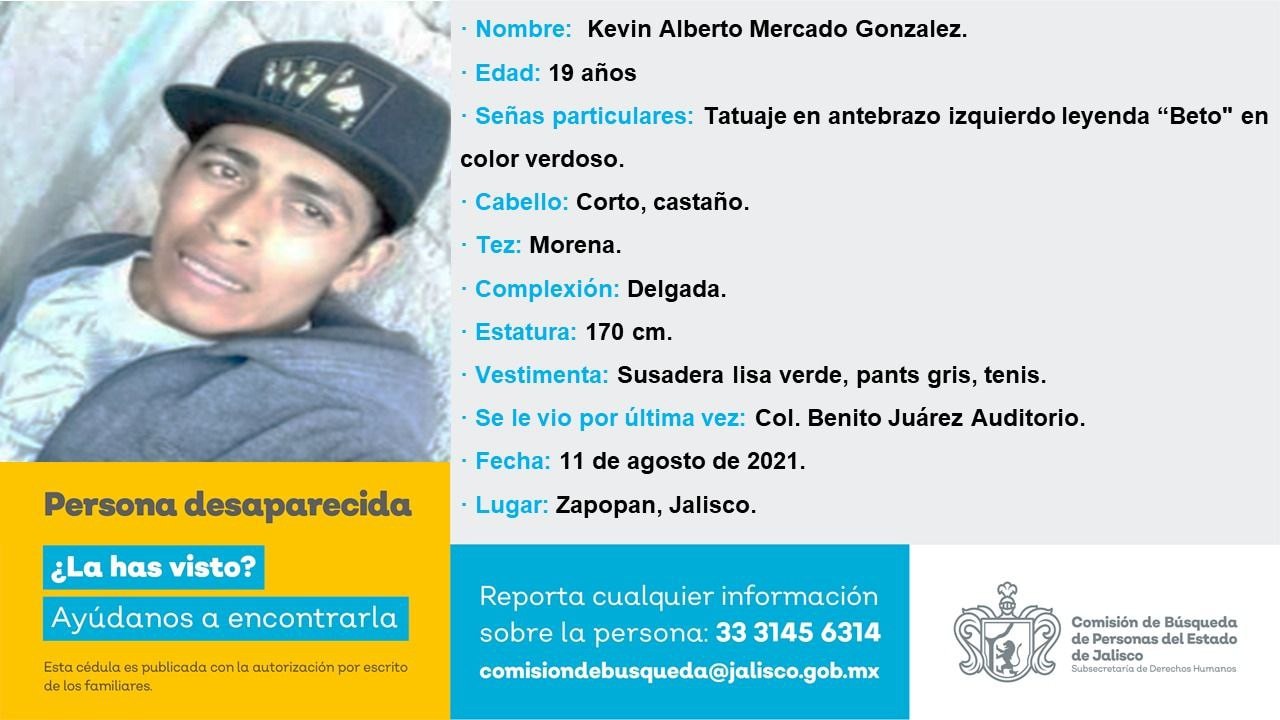 · Nombre: Kevin Alberto Mercado Gonzalez.
· Edad: 19 años
· Señas particulares: Tatuaje en antebrazo izquierdo leyenda “Beto" en
color verdoso.
· Cabello: Corto, castaño.
· Tez: Morena.
· Complexión: Delgada.
· Estatura: 170 cm.
· Vestimenta: Susadera lisa verde, pants gris, tenis.
· Se le vio por última vez: Col. Benito Juárez Auditorio.
· Fecha: 11 de agosto de 2021.
· Lugar: Zapopan, Jalisco.
Persona desaparecida
¿La has visto?
Ayúdanos a encontrarla
Esta cédula es publicada con la autorización por escrito
de los familiares.
Reporta cualquier información
sobre la persona: 33 3145 6314
comisiondebusqueda@jalisco.gob.mx
Comisión de Búsqueda
de Personas del Estado
de Jalisco
Subsecretaría de Derechos Humanos